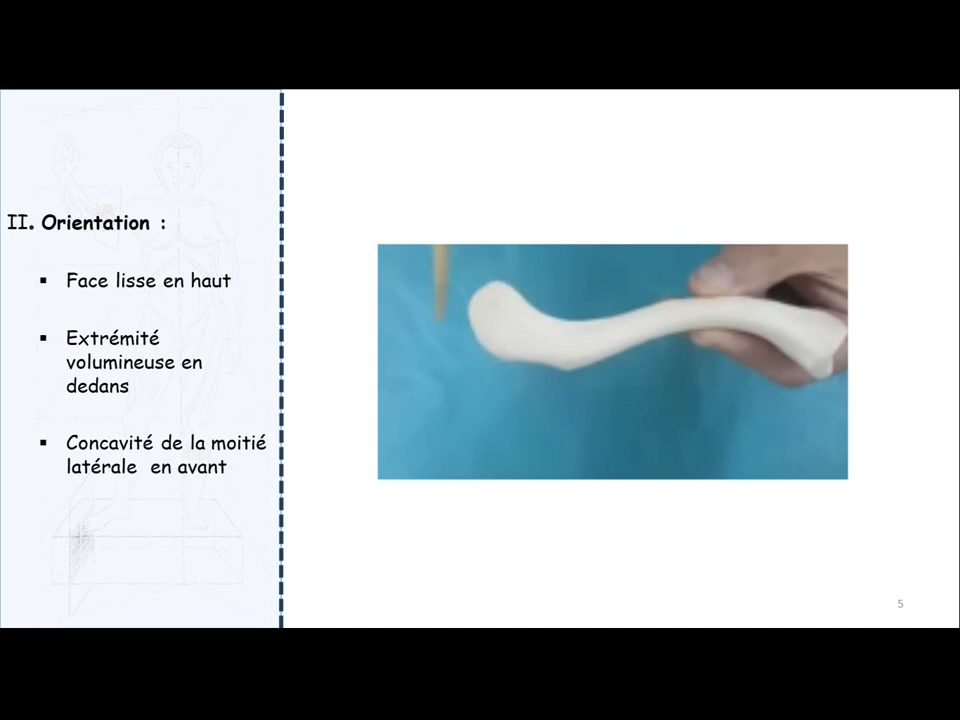 II. Orientation :
▪ Face lisse en haut
▪ Extrémité
volumineuse en
dedans
▪ Concavité de la moitié
latérale en avant
5